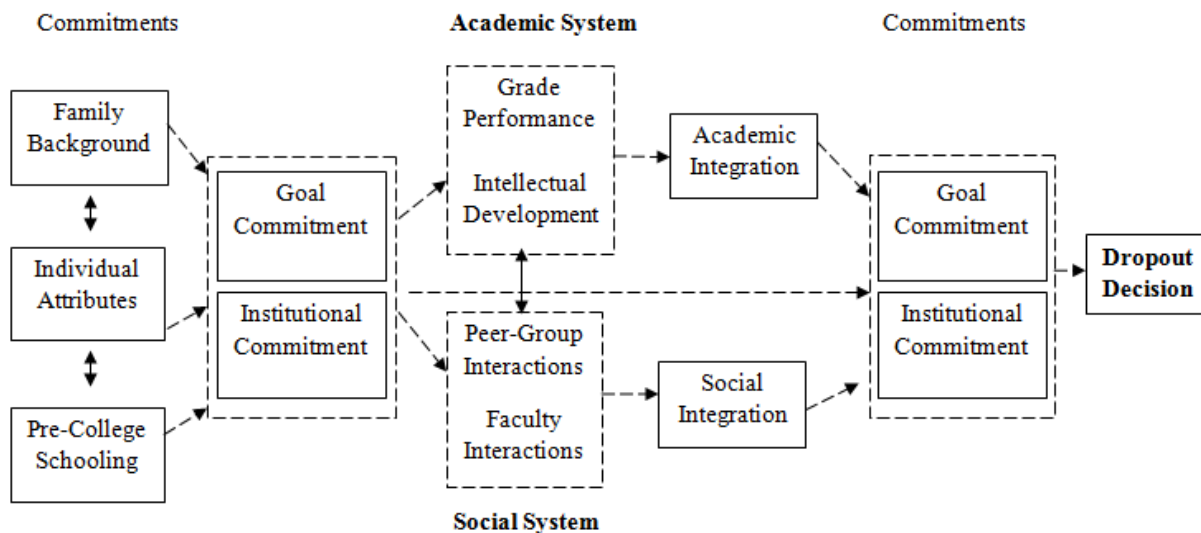 Commitments
Academic System
Commitments
Family
Background
Individual
Attributes
Pre-College
Schooling
Goal
Commitment
Institutional
Commitment
Grade
Performance
Intellectual
Development
Peer-Group
Interactions
Faculty
Interactions
Social System
Academic
Integration
Social
Integration
Goal
Commitment
Institutional
Commitment
Dropout
Decision